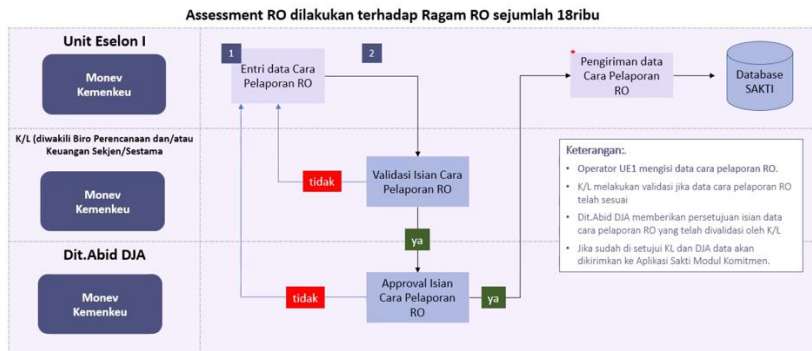 Assessment RO dilakukan terhadap Ragam RO sejumlah 18ribu
Unit Eselon I
Monev
Kemenkeu
1
Entri data Cara
Pelaporan RO
2
*
Pengiriman data
Cara Pelaporan
RO
Database
SAKTI
K/L (diwakili Biro Perencanaan dan/atau
Keuangan Sekjen/Sestama
Monev
Kemenkeu
tidak
Validasi Isian Cara
Pelaporan RO
ya
Keterangan:.
• Operator UE1 mengisi data cara pelaporan RO.
• K/L melakukan validasi jika data cara pelaporan RO
telah sesuai
• Dit.Abid DJA memberikan persetujuan isian data
cara pelaporan RO yang telah divalidasi oleh K/L
• Jika sudah di setujui KL dan DJA data akan
dikirimkan ke Aplikasi Sakti Modul Komitmen.
Dit.Abid DJA
Monev
Kemenkeu
tidak
Approval Isian
Cara Pelaporan
RO
ya